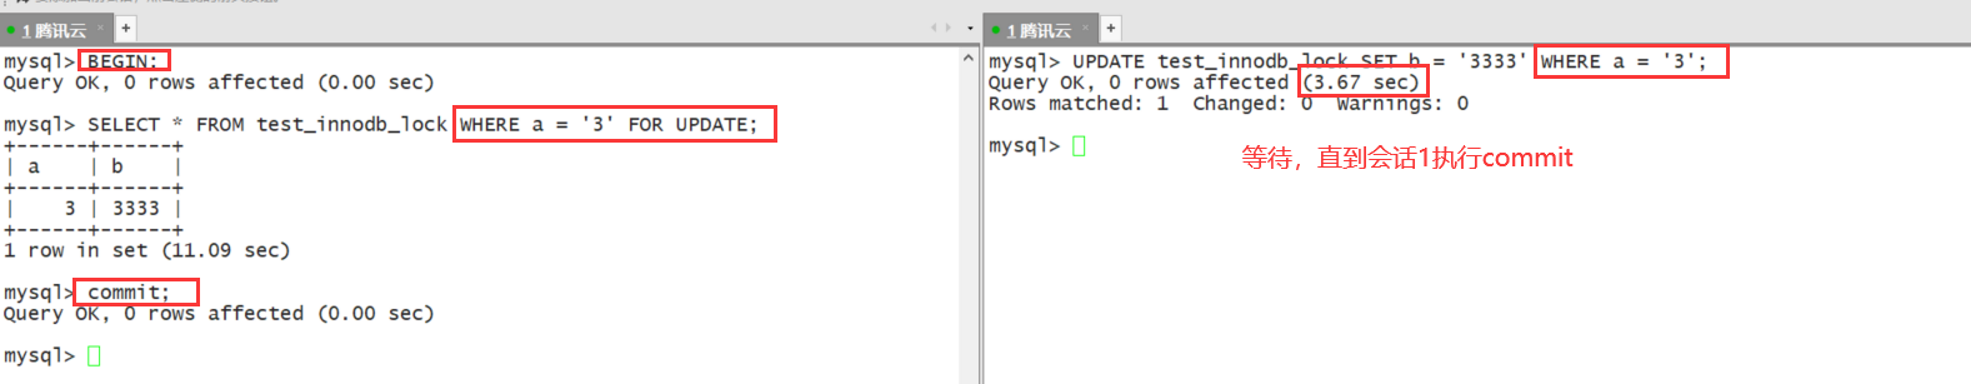 1 腾讯云 × +
mysql> BEGIN;
Query OK, 0 rows affected (0.00 sec)
mysql> SELECT * FROM test_innodb_lock WHERE a = '3' FOR UPDATE;
+------+------+
| a    | b    |
+------+------+
|    3 | 3333 |
+------+------+
1 row in set (11.09 sec)
mysql> commit;
Query OK, 0 rows affected (0.00 sec)
mysql>
1 腾讯云 × +
mysql> UPDATE test_innodb_lock SET b = '3333' WHERE a = '3';
Query OK, 0 rows affected (3.67 sec)
Rows matched: 1  Changed: 0  Warnings: 0
mysql>
等待，直到会话1执行commit